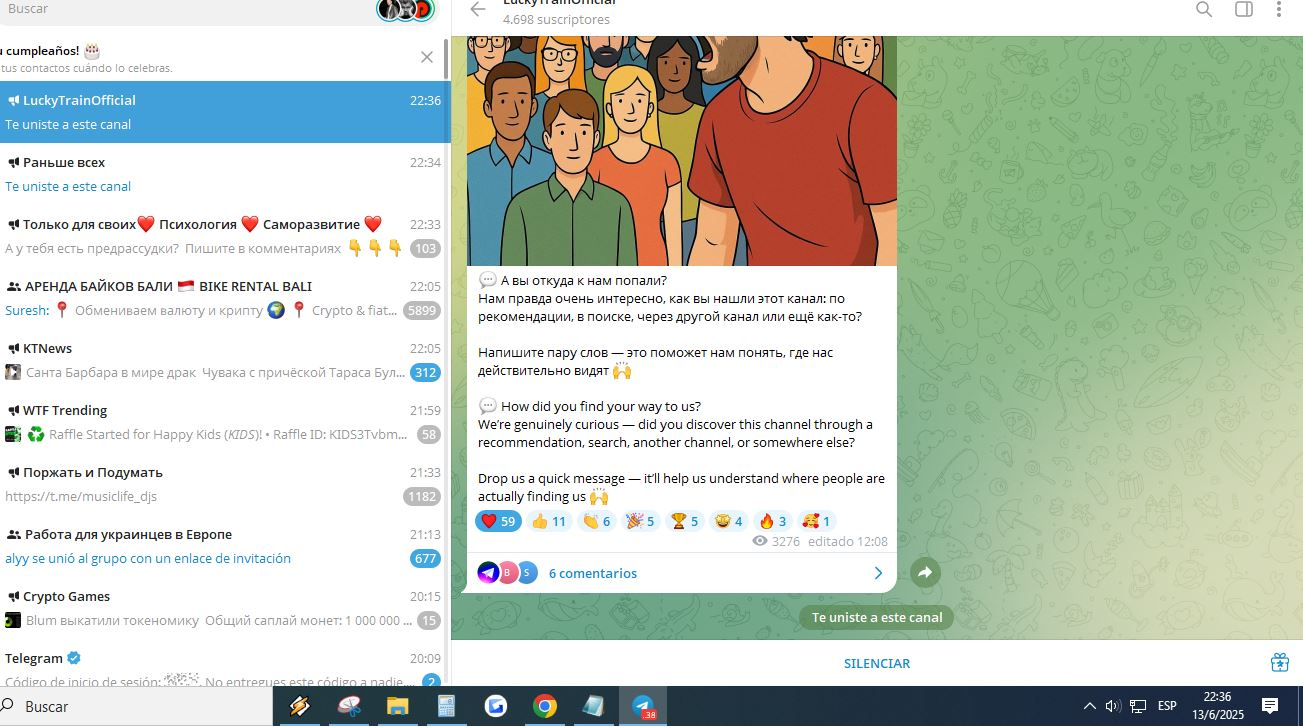 Buscar
u cumpleaños! 🎂
tus contactos cuándo lo celebras.
LuckyTrainOfficial 22:36
Te uniste a este canal
Раньше всех 22:34
Te uniste a este canal
Только для своих❤️ Психология ❤️ Саморазвитие ❤️ 22:33
А у тебя есть предрассудки? Пишите в комментариях 👇👇👇 103
АРЕНДА БАЙКОВ БАЛИ 🇮🇩 BIKE RENTAL BALI 22:05
Suresh: 📍 Обмениваем валюту и крипту 🌍 📍 Crypto & fiat... 5899
KTNews 22:05
Санта Барбара в мире драк Чувака с причёской Тараса Бул... 312
WTF Trending 21:59
♻️ Raffle Started for Happy Kids (KIDS)! • Raffle ID: KIDS3Tvbm... 58
Поржать и Подумать 21:33
https://t.me/musiclife_djs 1182
Работа для украинцев в Европе 21:13
alyy se unió al grupo con un enlace de invitación 677
Crypto Games 20:15
Blum выкатили токеномику Общий саплай монет: 1 000 000 ... 15
Telegram 20:09
Código de inicio de sesión: No entregues este código a nadie... 2
LuckyTrainOfficial
4.698 suscriptores
💬 А вы откуда к нам попали?
Нам правда очень интересно, как вы нашли этот канал: по
рекомендации, в поиске, через другой канал или ещё как-то?
Напишите пару слов — это поможет нам понять, где нас
действительно видят 🙌
💬 How did you find your way to us?
We’re genuinely curious — did you discover this channel through a
recommendation, search, another channel, or somewhere else?
Drop us a quick message — it’ll help us understand where people are
actually finding us 🙌
❤️ 59 👍 11 👏 6 🎉 5 🏆 5 🤩 4 🔥 3 🥰 1
3276 editado 12:08
B S 6 comentarios
Te uniste a este canal
SILENCIAR
Buscar
.38
ESP
22:36
13/6/2025